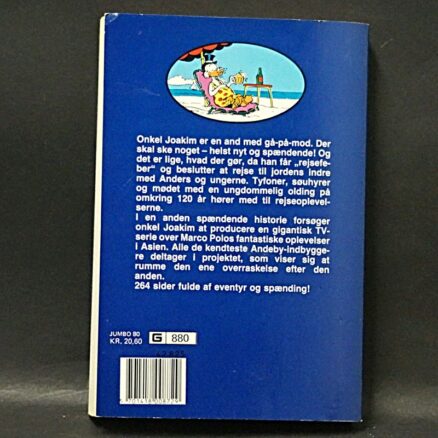 Onkel Joakim er en and med gå-på-mod. Der
skal ske noget – helst nyt og spændende! Og
det er lige, hvad der gør, da han får „rejsefe-
ber" og beslutter at rejse til jordens indre
med Anders og ungerne. Tyfoner, søuhyrer
og mødet med en ungdommelig olding på
omkring 120 år hører med til rejseoplevel-
serne.
I en anden spændende historie forsøger
onkel Joakim at producere en gigantisk TV-
serie over Marco Polos fantastiske oplevelser
i Asien. Alle de kendteste Andeby-indbygge-
re deltager i projektet, som viser sig at
rumme den ene overraskelse efter den
anden.
264 sider fulde af eventyr og spænding!
JUMBO 80
KR. 20,60
G 880